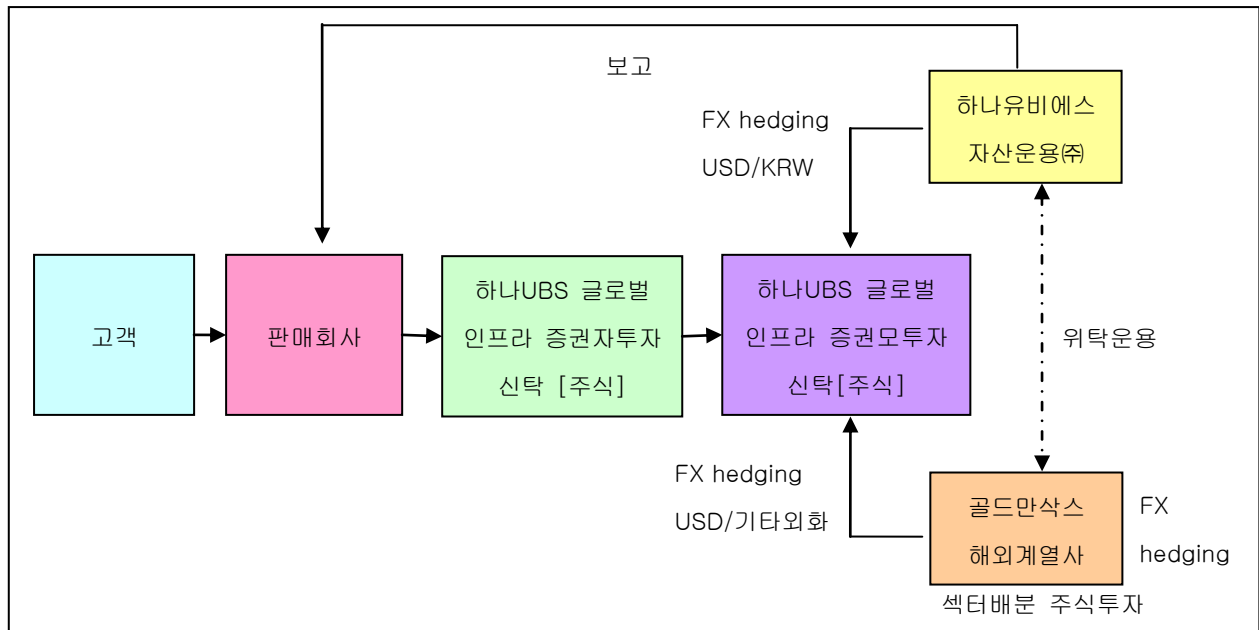 보고
하나유비에스
자산운용㈜
FX hedging
USD/KRW
고객
판매회사
하나UBS 글로벌
인프라 증권자투자
신탁 [주식]
하나UBS 글로벌
인프라 증권모투자
신탁[주식]
위탁운용
FX hedging
USD/기타외화
골드만삭스
해외계열사
FX
hedging
섹터배분 주식투자